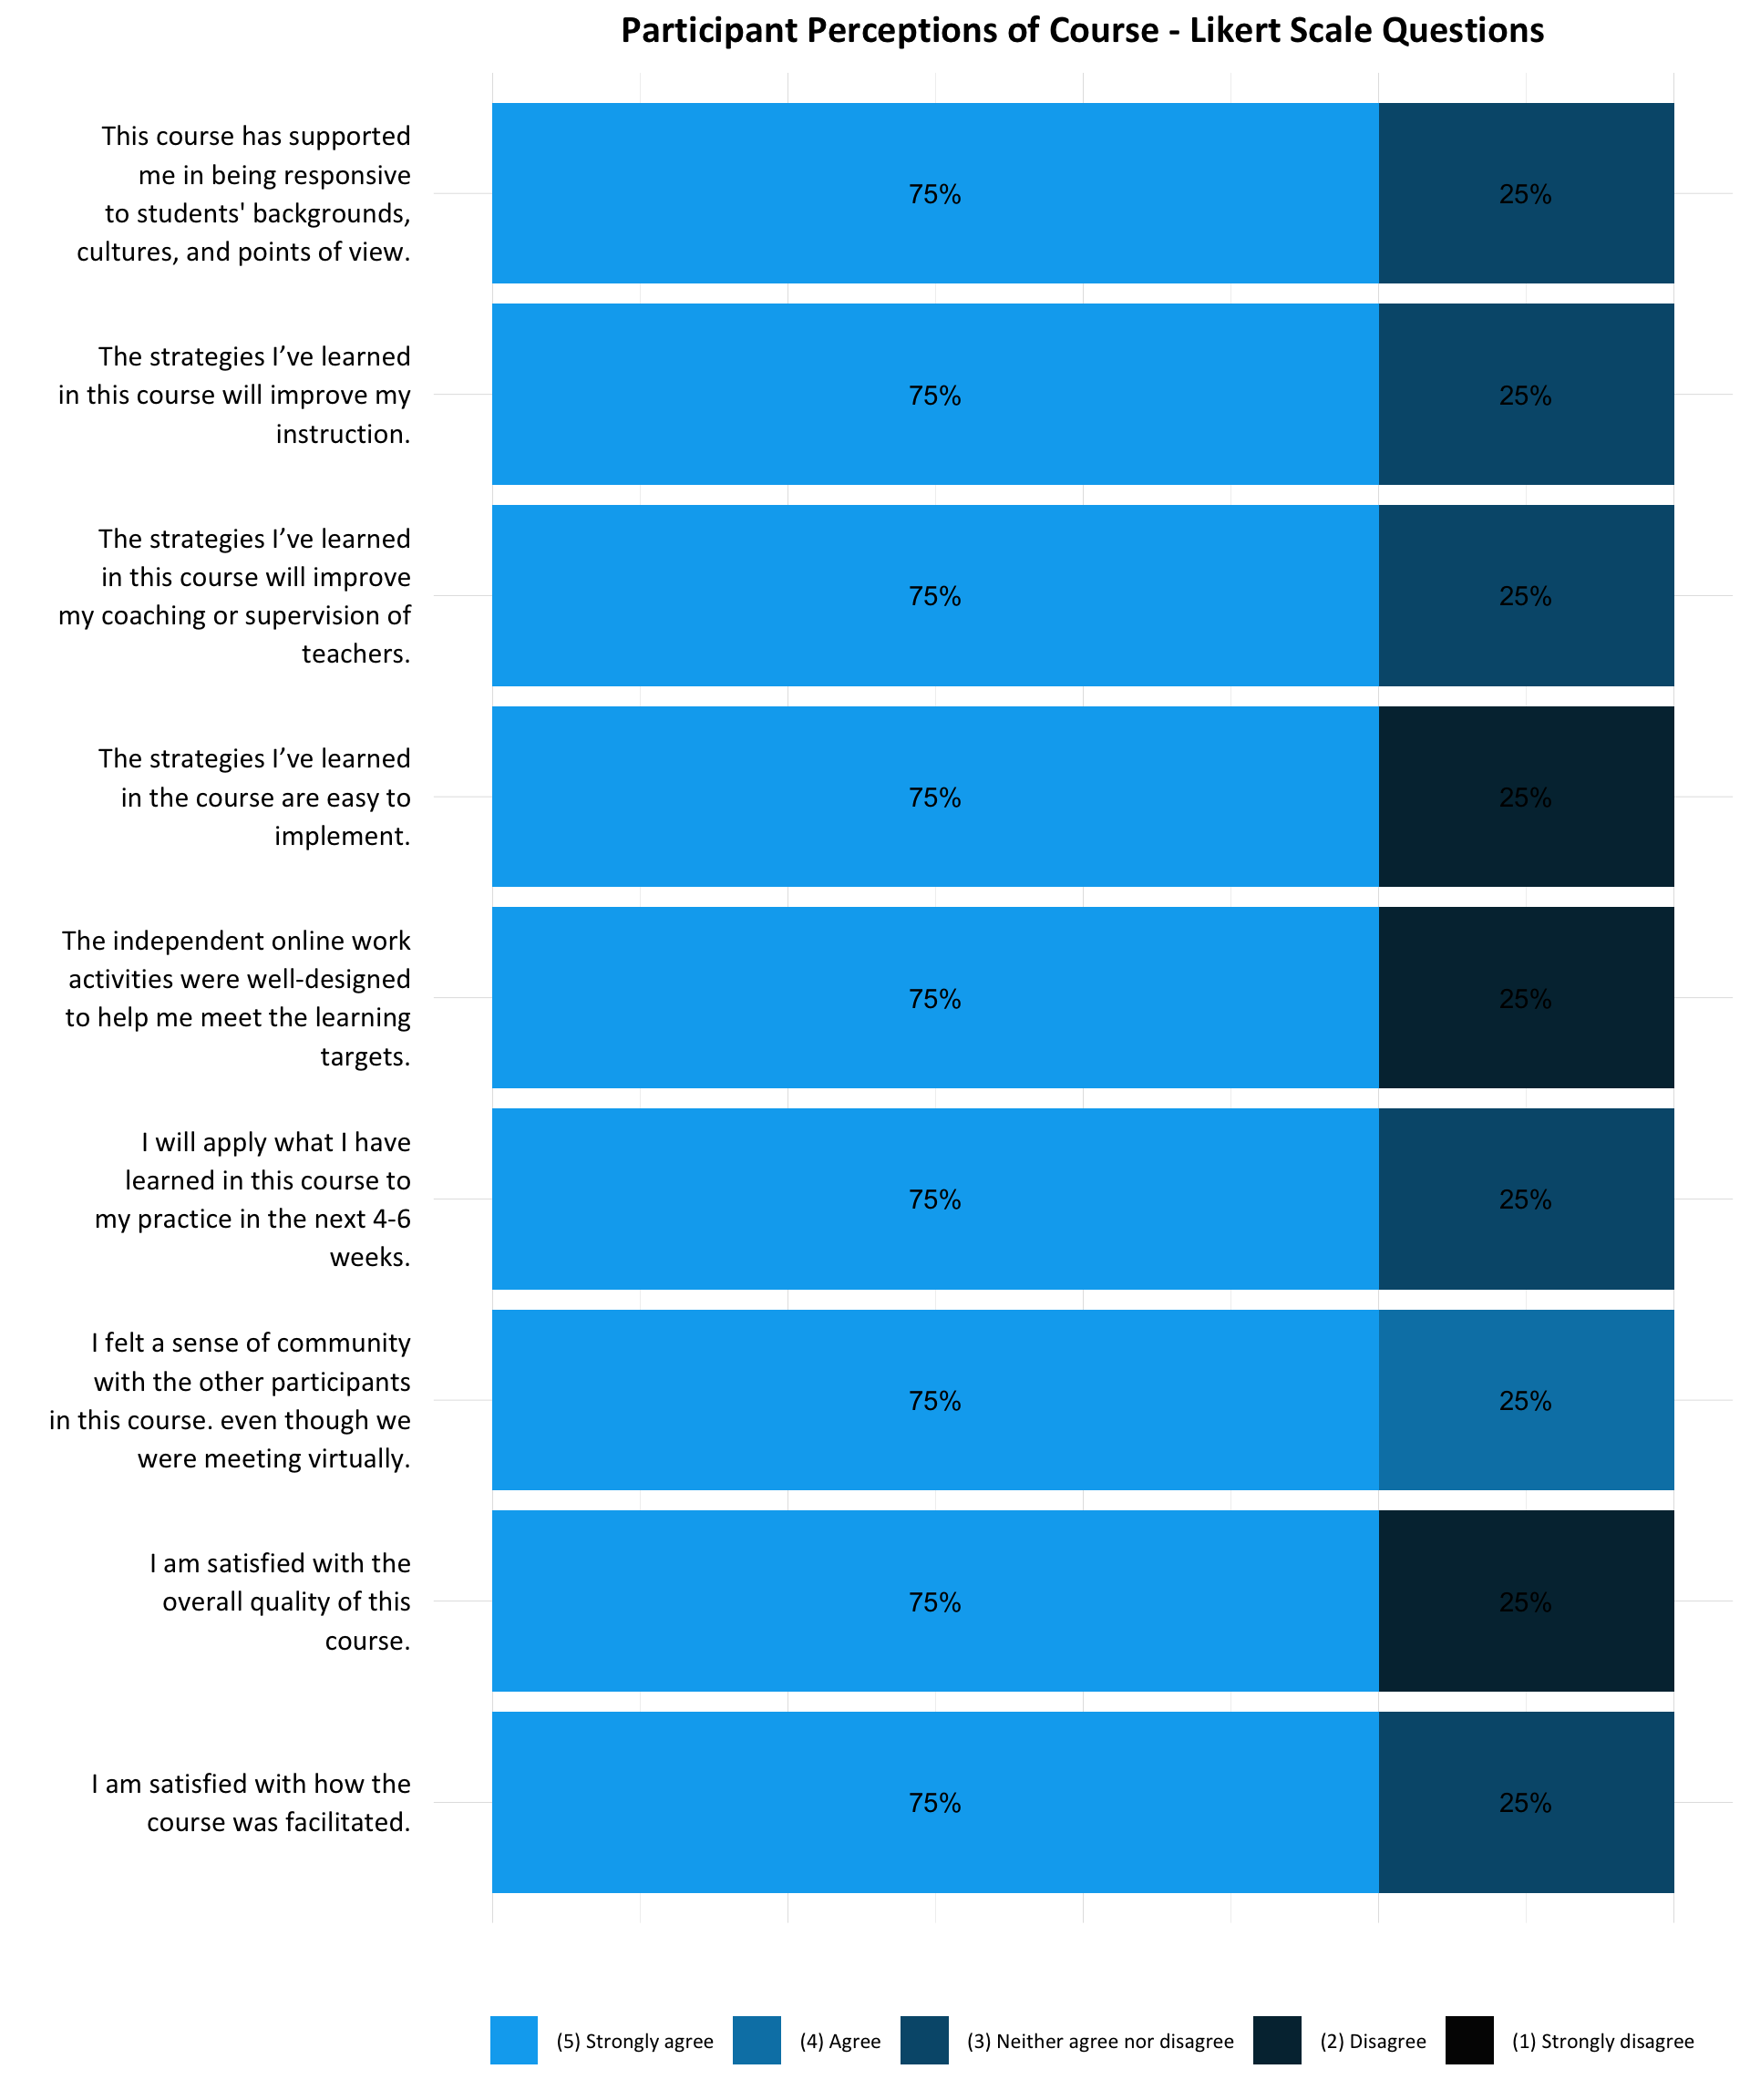 Participant Perceptions of Course - Likert Scale Questions
This course has supported
me in being responsive
to students' backgrounds,
cultures, and points of view.
75%
25%
The strategies I’ve learned
in this course will improve my
instruction.
75%
25%
The strategies I’ve learned
in this course will improve
my coaching or supervision of
teachers.
75%
25%
The strategies I’ve learned
in the course are easy to
implement.
75%
25%
The independent online work
activities were well-designed
to help me meet the learning
targets.
75%
25%
I will apply what I have
learned in this course to
my practice in the next 4-6
weeks.
75%
25%
I felt a sense of community
with the other participants
in this course. even though we
were meeting virtually.
75%
25%
I am satisfied with the
overall quality of this
course.
75%
25%
I am satisfied with how the
course was facilitated.
75%
25%
(5) Strongly agree
(4) Agree
(3) Neither agree nor disagree
(2) Disagree
(1) Strongly disagree